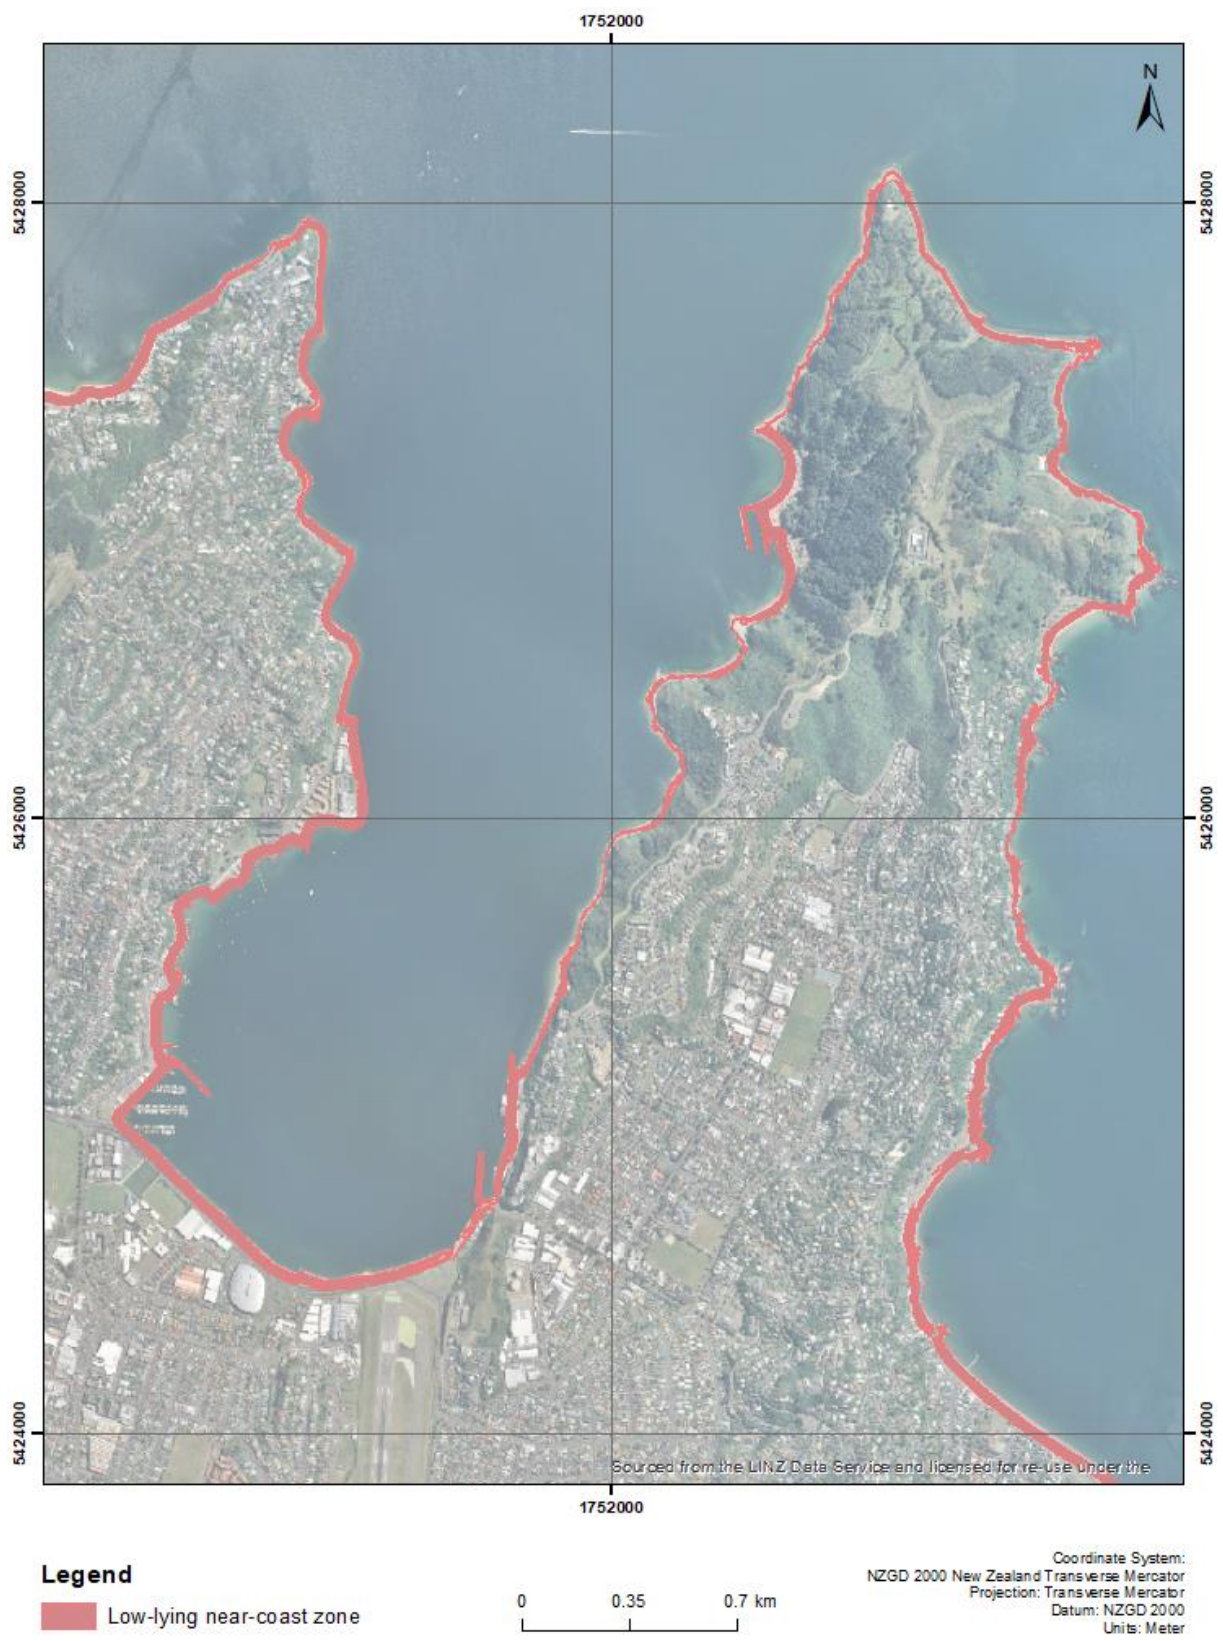 1752000
N
5428000
5428000
5426000
5426000
5424000
5424000
Sourced from the LINZ Data Service and licensed for re-use under the
1752000
Legend
Low-lying near-coast zone
0 0.35 0.7 km
Coordinate System:
NZGD 2000 New Zealand Transverse Mercator
Projection: Transverse Mercator
Datum: NZGD 2000
Units: Meter